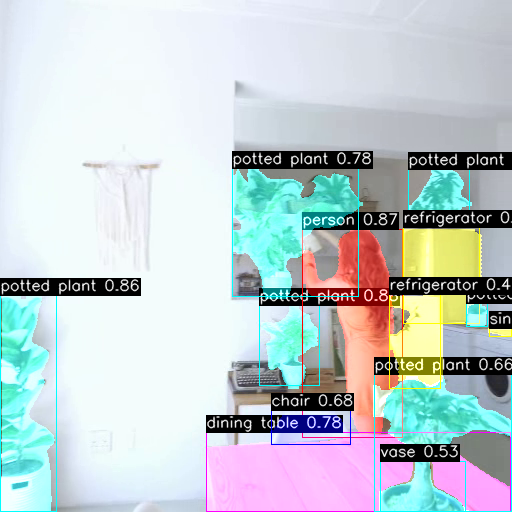 potted plant 0.78
potted plant
person 0.87
refrigerator 0.
potted plant 0.86
refrigerator 0.4
potted plant 0.8
sin
potted plant 0.66
chair 0.68
dining table 0.78
vase 0.53